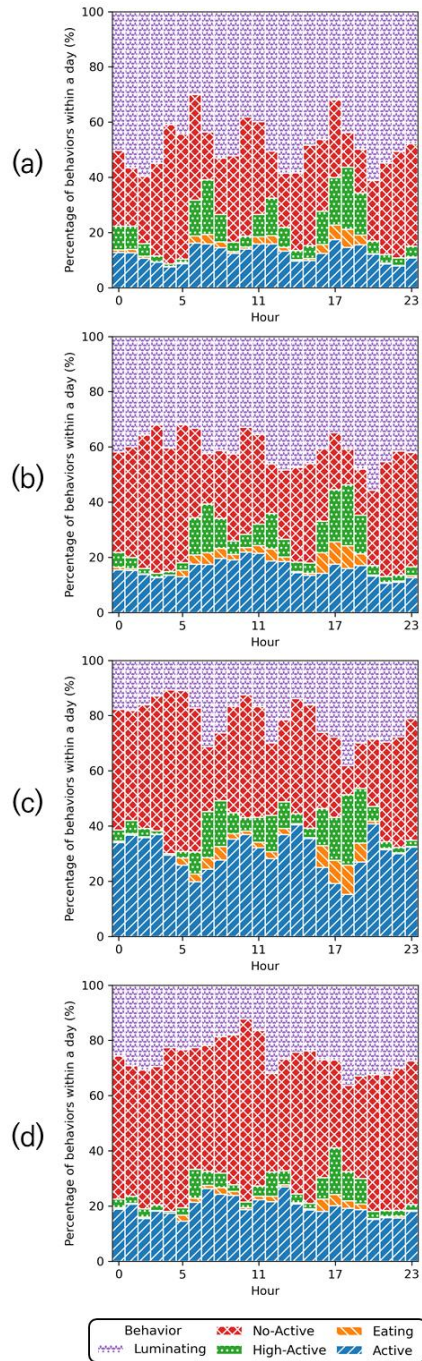 (a)
Percentage of behaviors within a day (%)
100
80
60
40
20
0
0 5 11 17 23
Hour
(b)
Percentage of behaviors within a day (%)
100
80
60
40
20
0
0 5 11 17 23
Hour
(c)
Percentage of behaviors within a day (%)
100
80
60
40
20
0
0 5 11 17 23
Hour
(d)
Percentage of behaviors within a day (%)
100
80
60
40
20
0
0 5 11 17 23
Hour
Behavior No-Active Eating
Luminating High-Active Active